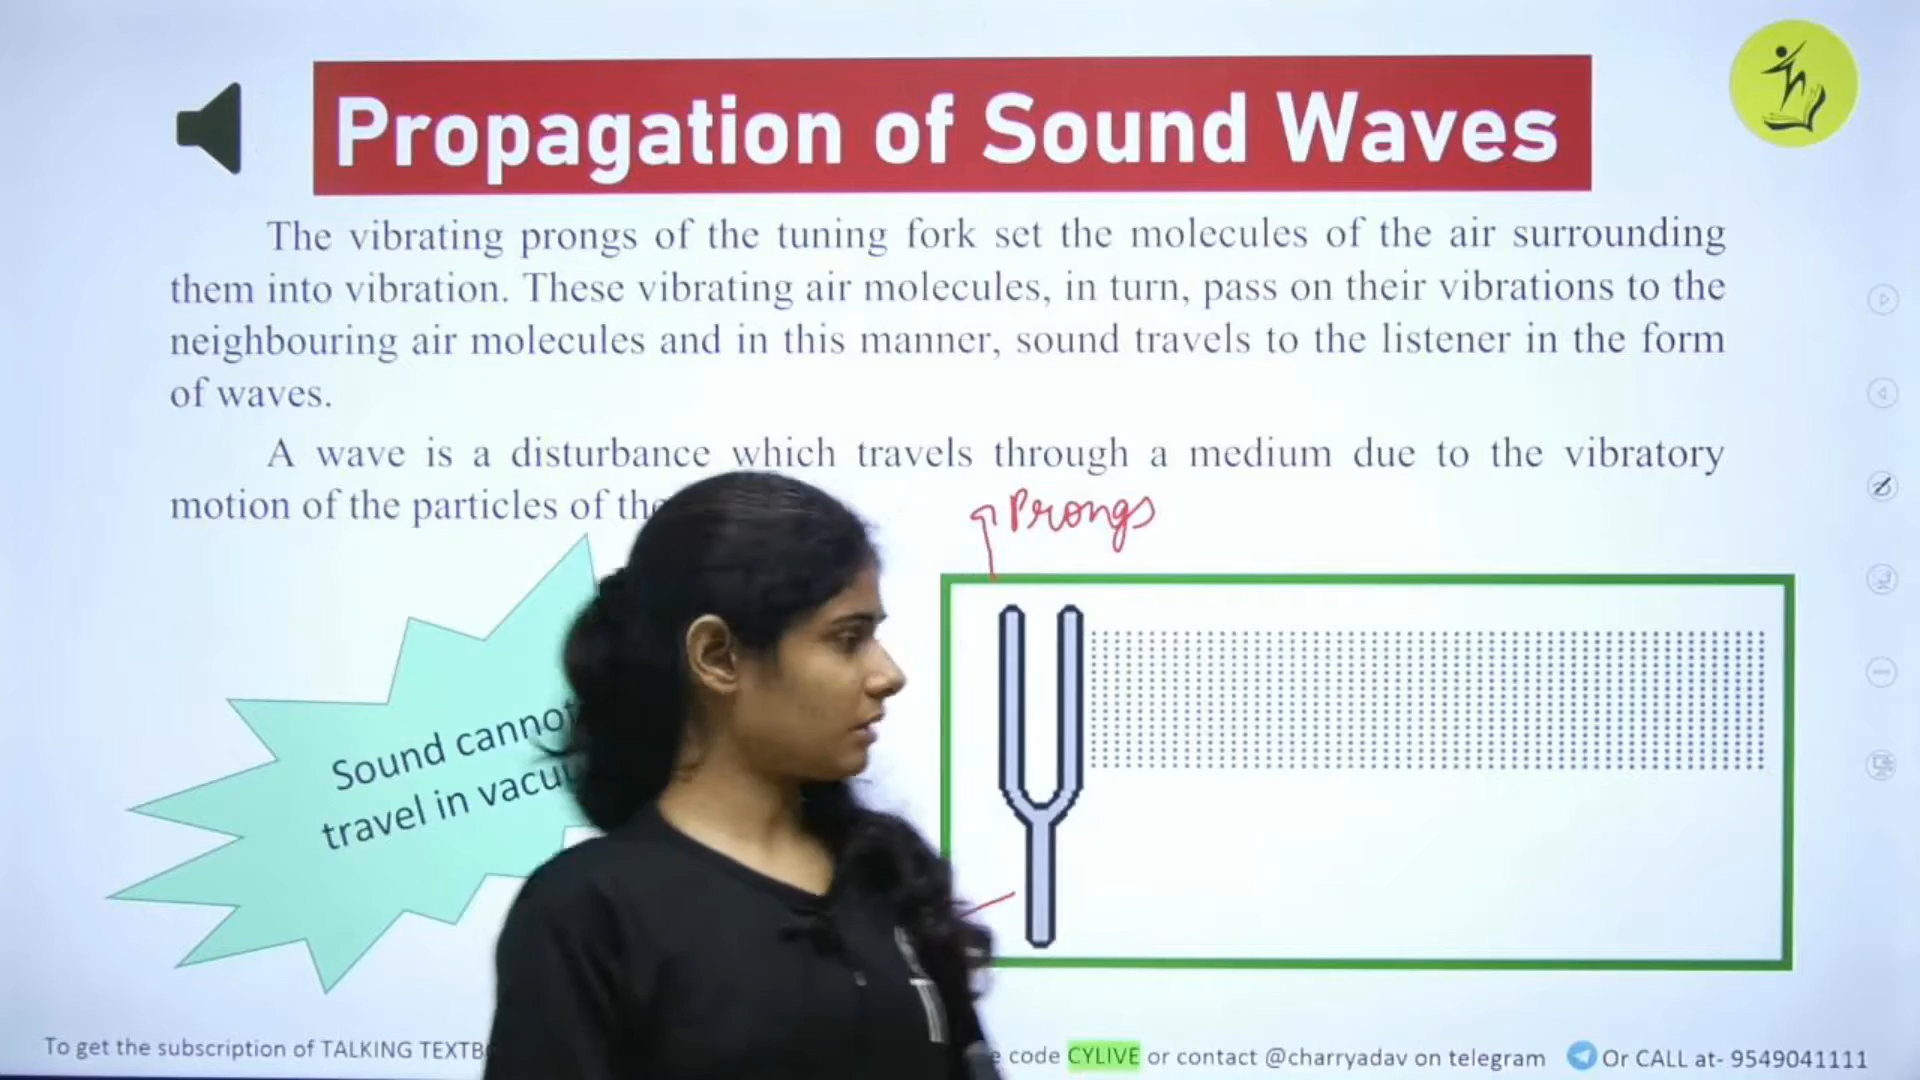 Propagation of Sound Waves
The vibrating prongs of the tuning fork set the molecules of the air surrounding
them into vibration. These vibrating air molecules, in turn, pass on their vibrations to the
neighbouring air molecules and in this manner, sound travels to the listener in the form
of waves.
A wave is a disturbance which travels through a medium due to the vibratory
motion of the particles of the
Prongs
Sound cannot
travel in
To get the subscription of TALKING
code CYLIVE or contact @charryadav on telegram Or CALL at- 9549041111